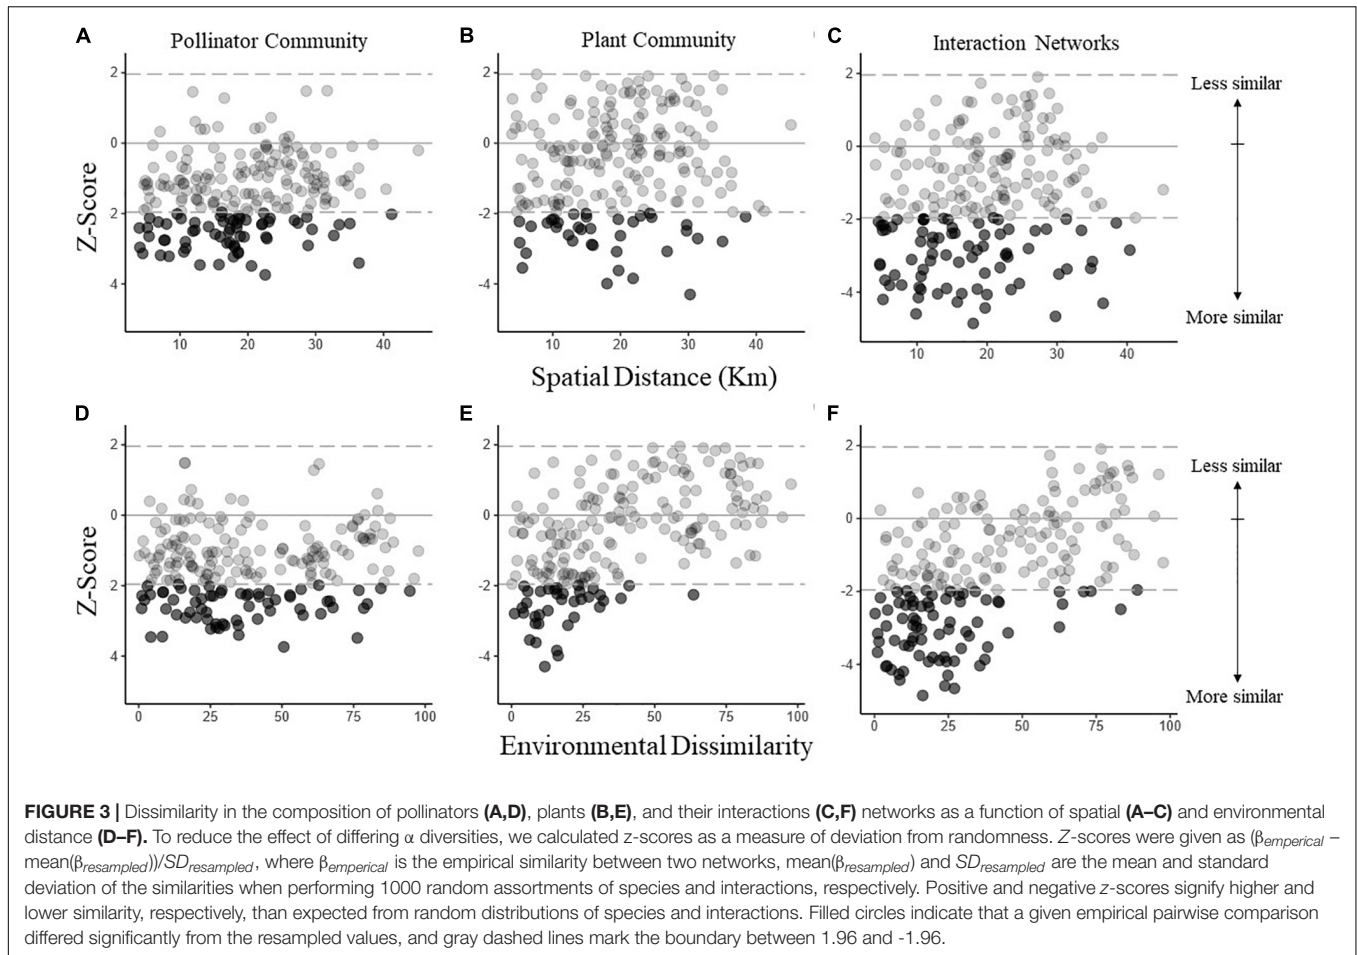 A
Pollinator Community
B
Plant Community
C
Interaction Networks
Z-Score
2
0
2
4
10 20 30 40
2
0
-2
-4
10 20 30 40
2
0
-2
-4
10 20 30 40
Less similar
More similar
Spatial Distance (Km)
D
E
F
Z-Score
2
0
2
4
0 25 50 75 100
2
0
-2
-4
0 25 50 75 100
2
0
-2
-4
0 25 50 75 100
Less similar
More similar
Environmental Dissimilarity
FIGURE 3 | Dissimilarity in the composition of pollinators (A,D), plants (B,E), and their interactions (C,F) networks as a function of spatial (A–C) and environmental
distance (D–F). To reduce the effect of differing α diversities, we calculated z-scores as a measure of deviation from randomness. Z-scores were given as (βemperical –
mean(βresampled))/SDresampled, where βemperical is the empirical similarity between two networks, mean(βresampled) and SDresampled are the mean and standard
deviation of the similarities when performing 1000 random assortments of species and interactions, respectively. Positive and negative z-scores signify higher and
lower similarity, respectively, than expected from random distributions of species and interactions. Filled circles indicate that a given empirical pairwise comparison
differed significantly from the resampled values, and gray dashed lines mark the boundary between 1.96 and -1.96.